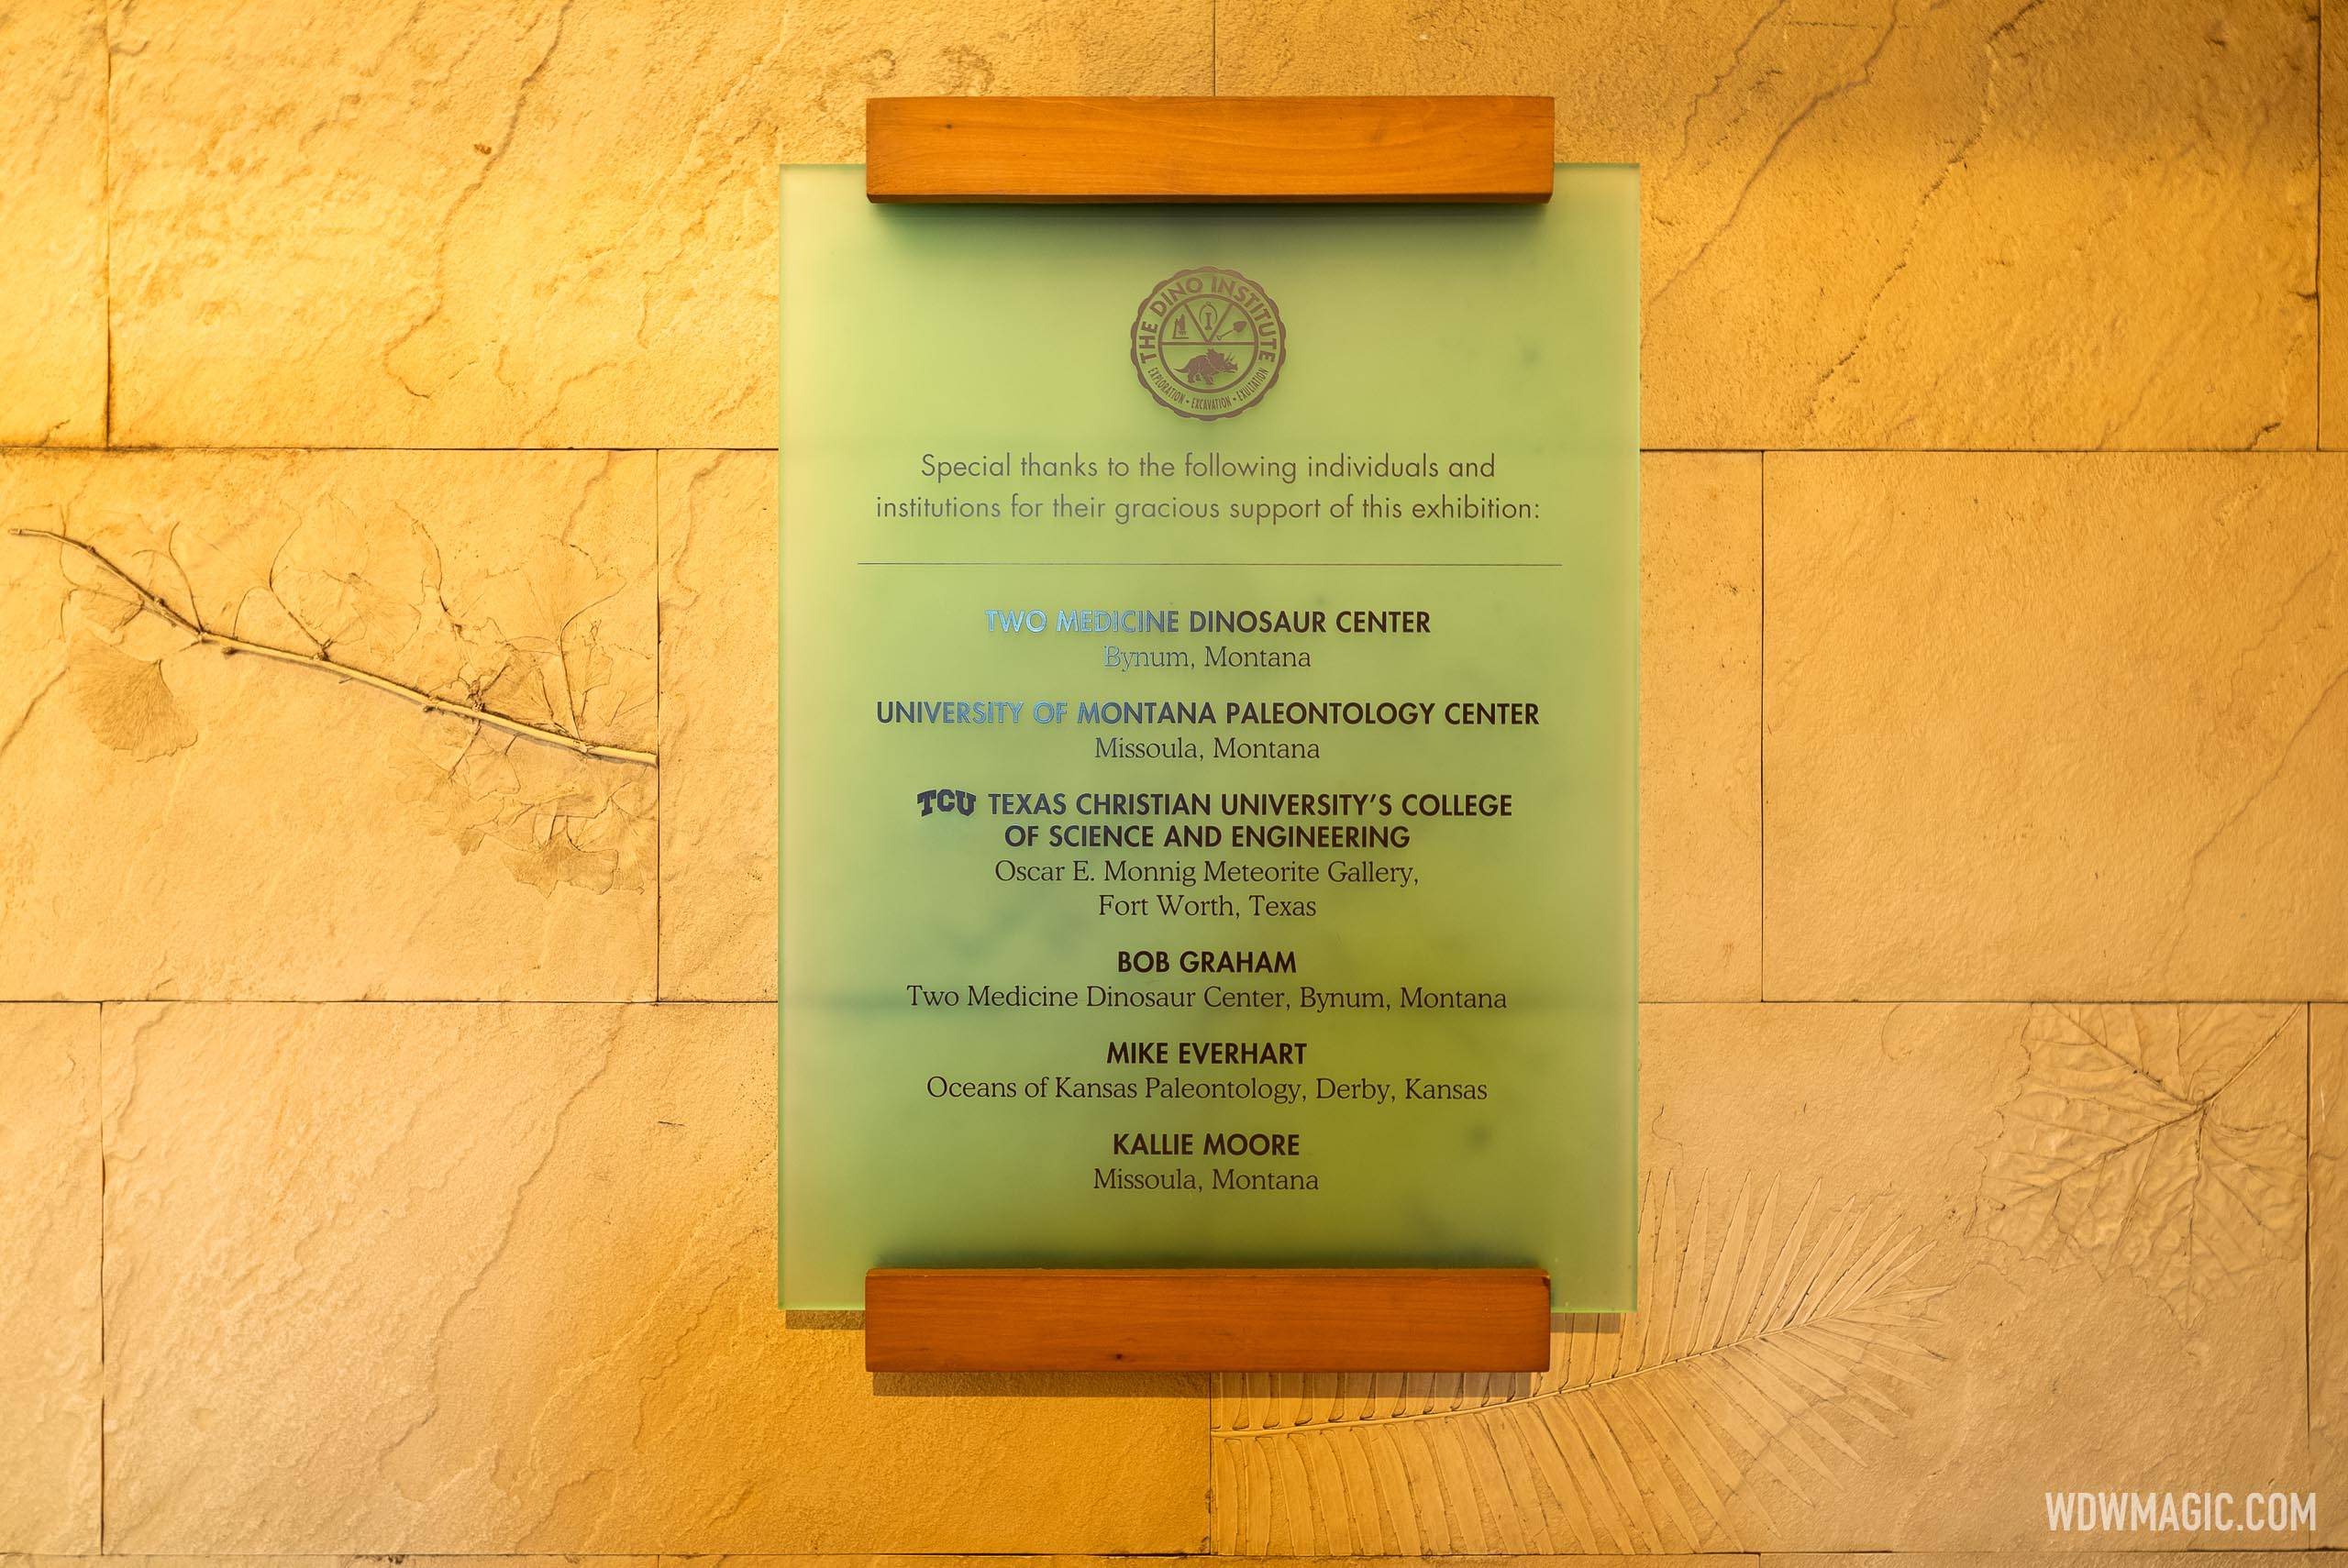 THE DINO INSTITUTE
EXPLORATION • EXCAVATION • EXULTATION
Special thanks to the following individuals and
institutions for their gracious support of this exhibition:
TWO MEDICINE DINOSAUR CENTER
Bynum, Montana
UNIVERSITY OF MONTANA PALEONTOLOGY CENTER
Missoula, Montana
TCU TEXAS CHRISTIAN UNIVERSITY'S COLLEGE
OF SCIENCE AND ENGINEERING
Oscar E. Monnig Meteorite Gallery,
Fort Worth, Texas
BOB GRAHAM
Two Medicine Dinosaur Center, Bynum, Montana
MIKE EVERHART
Oceans of Kansas Paleontology, Derby, Kansas
KALLIE MOORE
Missoula, Montana
WDWMAGIC.COM